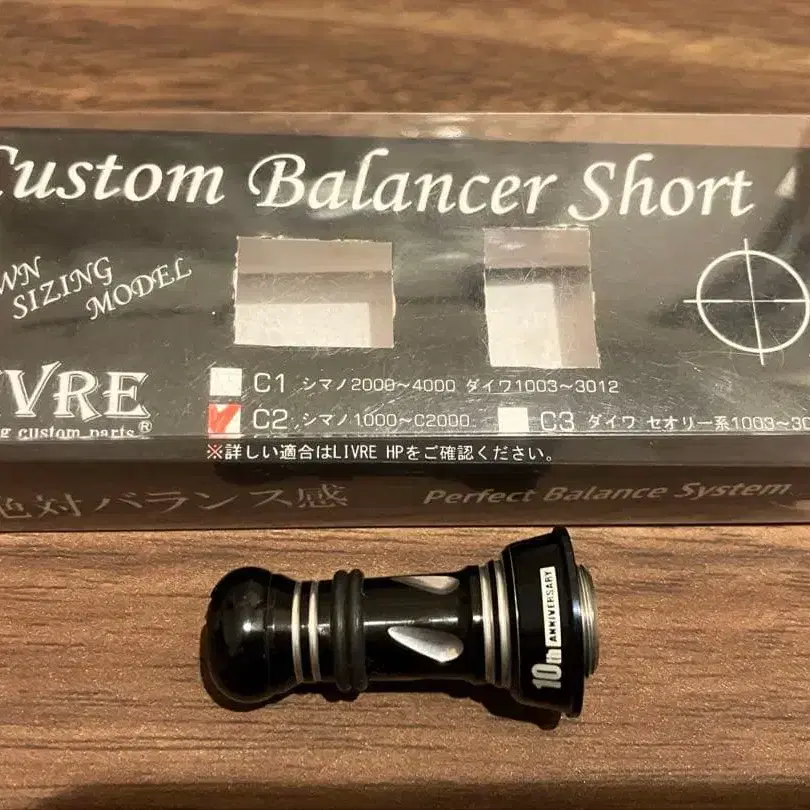 Custom Balancer Short
SIZING
MODEL
C1 シマノ2000~4000 ダイワ1003~3012
C2 シマノ1000~C2000 C3 ダイワ セオリー系1003~30
custom parts®
※詳しい適合はLIVRE HPをご確認ください。
絶対バランス感 Perfect Balance System
10th ANNIVERSARY